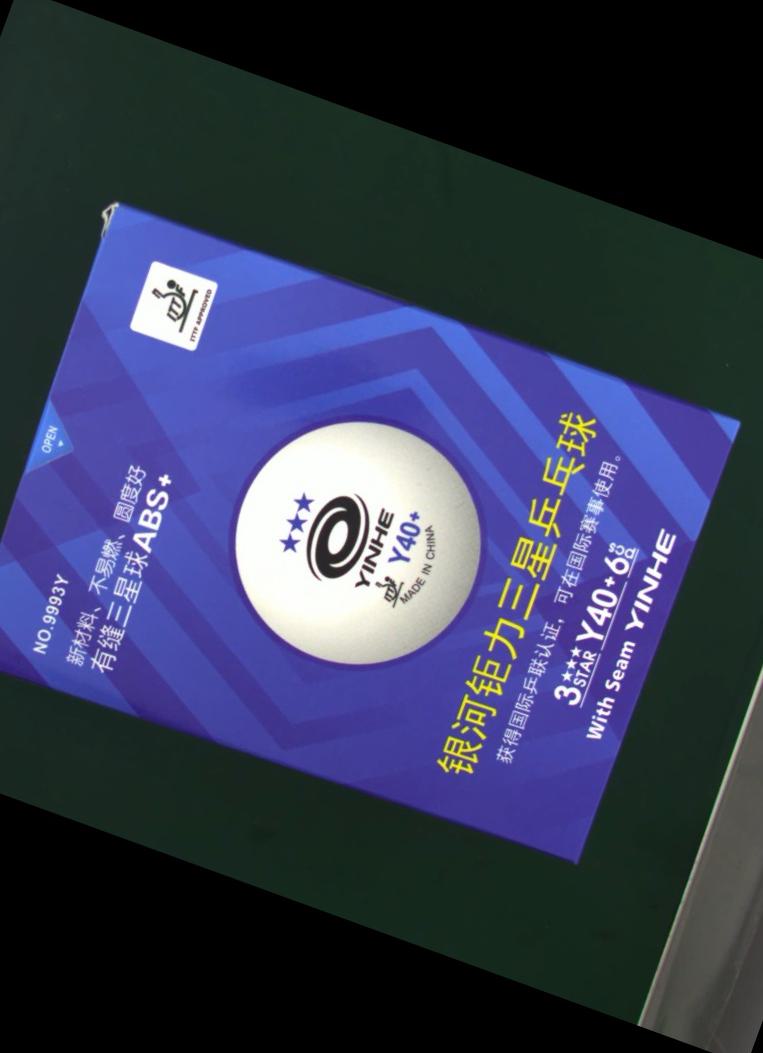 ITTF APPROVED
OPEN
NO.9993Y
新材料、不易燃、圆度好
有缝三星球ABS+
YINHE
Y40+
MADE IN CHINA
银河钜力三星乒乓球
获得国际乒联认证，可在国际赛事使用。
3 STAR Y40+ 6
With Seam YINHE